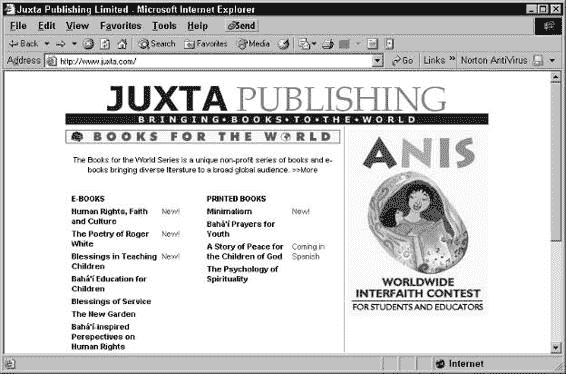 Juxta Publishing Limited - Microsoft Internet Explorer
File Edit View Favorites Tools Help Send
Back Search Favorites Media
Address http://www.juxta.com/ Go Links » Norton AntiVirus
JUXTA PUBLISHING
BRINGING•BOOKS•TO•THE•WORLD
BOOKS FOR THE WORLD
The Books for the World Series is a unique non-profit series of books and e-
books bringing diverse literature to a broad global audience. >>More
E-BOOKS
Human Rights, Faith New!
and Culture
The Poetry of Roger New!
White
Blessings in Teaching New!
Children
Bahá'í Education for
Children
Blessings of Service
The New Garden
Bahá'í-inspired
Perspectives on
Human Rights
PRINTED BOOKS
Minimalism New!
Bahá'í Prayers for
Youth
A Story of Peace for Coming in
the Children of God Spanish
The Psychology of
Spirituality
ANIS
WORLDWIDE
INTERFAITH CONTEST
FOR STUDENTS AND EDUCATORS
Internet